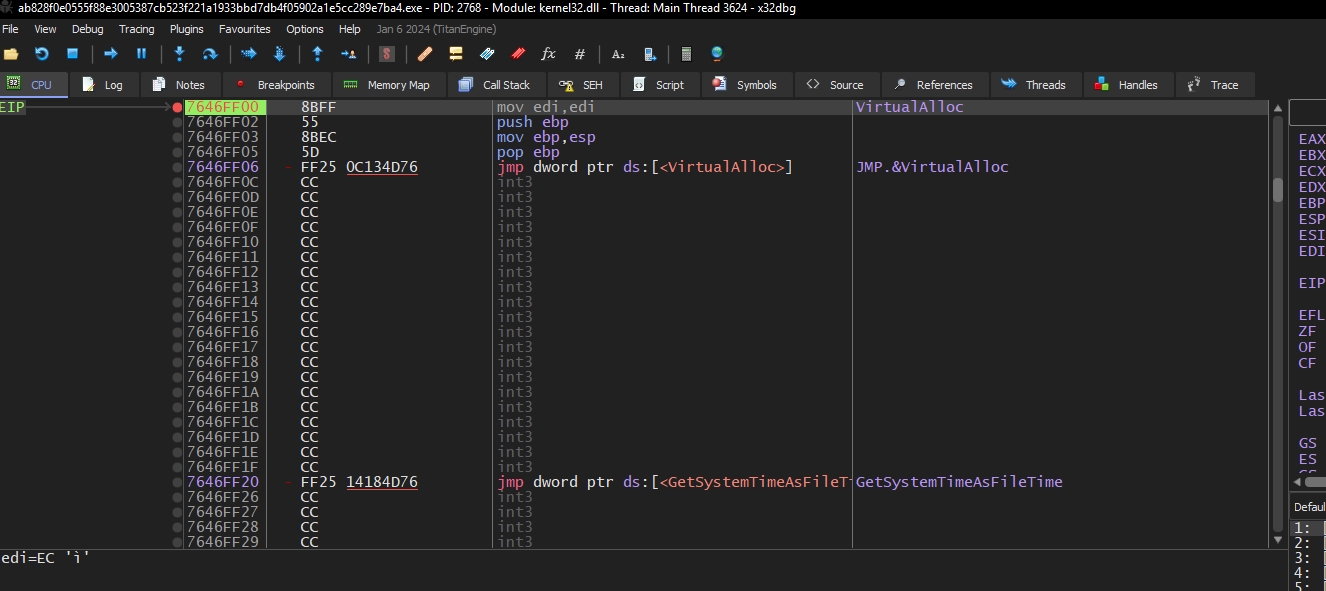 ab828f0e0555f88e3005387cb523f221a1933bbd7db4f05902a1e5cc289e7ba4.exe - PID: 2768 - Module: kernel32.dll - Thread: Main Thread 3624 - x32dbg
File View Debug Tracing Plugins Favourites Options Help Jan 6 2024 (TitanEngine)
CPU Log Notes Breakpoints Memory Map Call Stack SEH Script Symbols Source References Threads Handles Trace
EIP 7646FF00 8BFF mov edi,edi VirtualAlloc
7646FF02 55 push ebp
7646FF03 8BEC mov ebp,esp
7646FF05 5D pop ebp
7646FF06 - FF25 0C134D76 jmp dword ptr ds:[<VirtualAlloc>] JMP.&VirtualAlloc
7646FF0C CC int3
7646FF0D CC int3
7646FF0E CC int3
7646FF0F CC int3
7646FF10 CC int3
7646FF11 CC int3
7646FF12 CC int3
7646FF13 CC int3
7646FF14 CC int3
7646FF15 CC int3
7646FF16 CC int3
7646FF17 CC int3
7646FF18 CC int3
7646FF19 CC int3
7646FF1A CC int3
7646FF1B CC int3
7646FF1C CC int3
7646FF1D CC int3
7646FF1E CC int3
7646FF1F CC int3
7646FF20 - FF25 14184D76 jmp dword ptr ds:[<GetSystemTimeAsFileT GetSystemTimeAsFileTime
7646FF26 CC int3
7646FF27 CC int3
7646FF28 CC int3
7646FF29 CC int3
EAX
EBX
ECX
EDX
EBP
ESP
ESI
EDI
EIP
EFL
ZF
OF
CF
Las
Las
GS
ES
Defaul
1:
2:
3:
4:
5:
edi=EC 'ì'